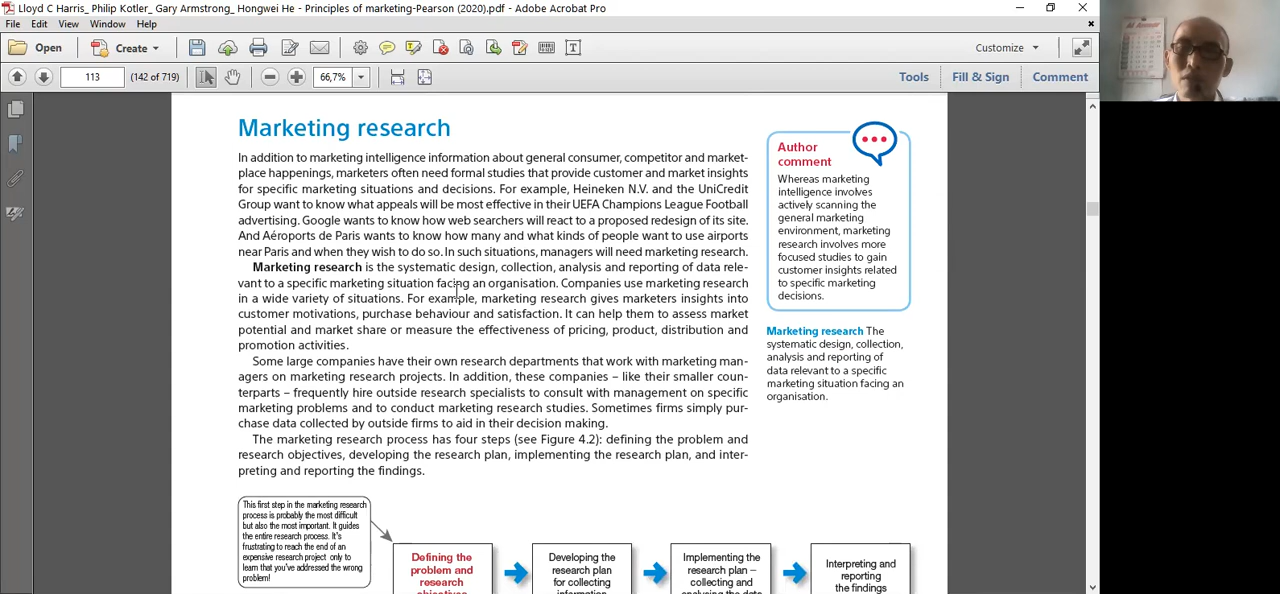 Lloyd C Harris_ Philip Kotler_ Gary Armstrong_ Hongwei He - Principles of marketing-Pearson (2020).pdf - Adobe Acrobat Pro
File Edit View Window Help
Open Create Customize
113 (142 of 719) 66,7% Tools Fill & Sign Comment
Marketing research
In addition to marketing intelligence information about general consumer, competitor and market-
place happenings, marketers often need formal studies that provide customer and market insights
for specific marketing situations and decisions. For example, Heineken N.V. and the UniCredit
Group want to know what appeals will be most effective in their UEFA Champions League Football
advertising. Google wants to know how web searchers will react to a proposed redesign of its site.
And Aéroports de Paris wants to know how many and what kinds of people want to use airports
near Paris and when they wish to do so. In such situations, managers will need marketing research.
Marketing research is the systematic design, collection, analysis and reporting of data rele-
vant to a specific marketing situation facing an organisation. Companies use marketing research
in a wide variety of situations. For example, marketing research gives marketers insights into
customer motivations, purchase behaviour and satisfaction. It can help them to assess market
potential and market share or measure the effectiveness of pricing, product, distribution and
promotion activities.
Some large companies have their own research departments that work with marketing man-
agers on marketing research projects. In addition, these companies – like their smaller coun-
terparts – frequently hire outside research specialists to consult with management on specific
marketing problems and to conduct marketing research studies. Sometimes firms simply pur-
chase data collected by outside firms to aid in their decision making.
The marketing research process has four steps (see Figure 4.2): defining the problem and
research objectives, developing the research plan, implementing the research plan, and inter-
preting and reporting the findings.
Author
comment
Whereas marketing
intelligence involves
actively scanning the
general marketing
environment, marketing
research involves more
focused studies to gain
customer insights related
to specific marketing
decisions.
Marketing research The
systematic design, collection,
analysis and reporting of
data relevant to a specific
marketing situation facing an
organisation.
This first step in the marketing research
process is probably the most difficult
but also the most important. It guides
the entire research process. It's
frustrating to reach the end of an
expensive research project only to
learn that you've addressed the wrong
problem!
Defining the
problem and
research
objectives
Developing the
research plan
for collecting
information
Implementing the
research plan –
collecting and
analysing the data
Interpreting and
reporting
the findings